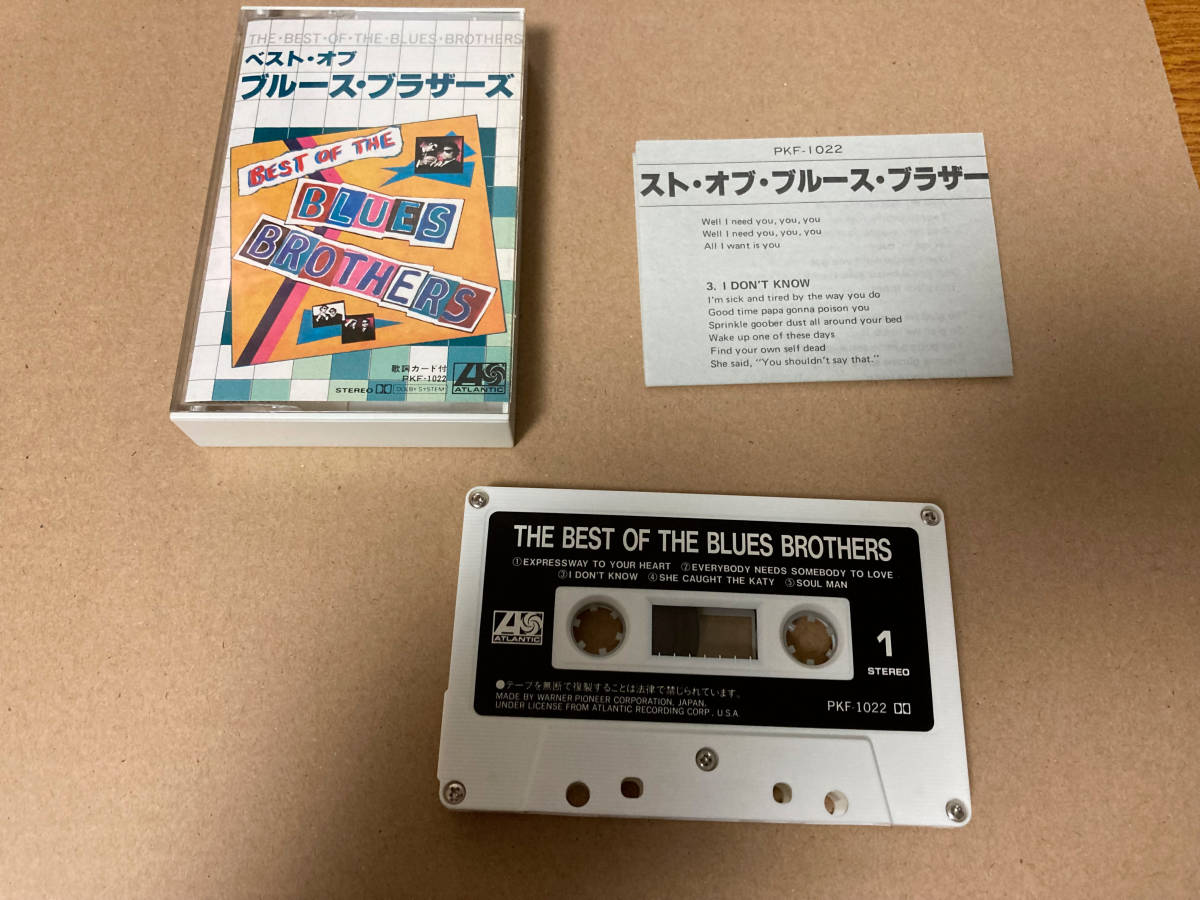 THE・BEST・OF・THE・BLUES・BROTHERS
ベスト・オブ
ブルース・ブラザーズ
BEST OF THE
BLUES
BROTHERS
歌詞カード付
PKF-1022
STEREO DOLBY SYSTEM
ATLANTIC
PKF-1022
スト・オブ・ブルース・ブラザー
Well I need you, you, you
Well I need you, you, you
All I want is you
3. I DON'T KNOW
I'm sick and tired by the way you do
Good time papa gonna poison you
Sprinkle goober dust all around your bed
Wake up one of these days
Find your own self dead
She said, "You shouldn't say that."
THE BEST OF THE BLUES BROTHERS
①EXPRESSWAY TO YOUR HEART ②EVERYBODY NEEDS SOMEBODY TO LOVE
③I DON'T KNOW ④SHE CAUGHT THE KATY ⑤SOUL MAN
ATLANTIC
1
STEREO
●テープを無断で複製することは法律で禁じられています。
MADE BY WARNER PIONEER CORPORATION, JAPAN.
UNDER LICENSE FROM ATLANTIC RECORDING CORP., U.S.A.
PKF-1022